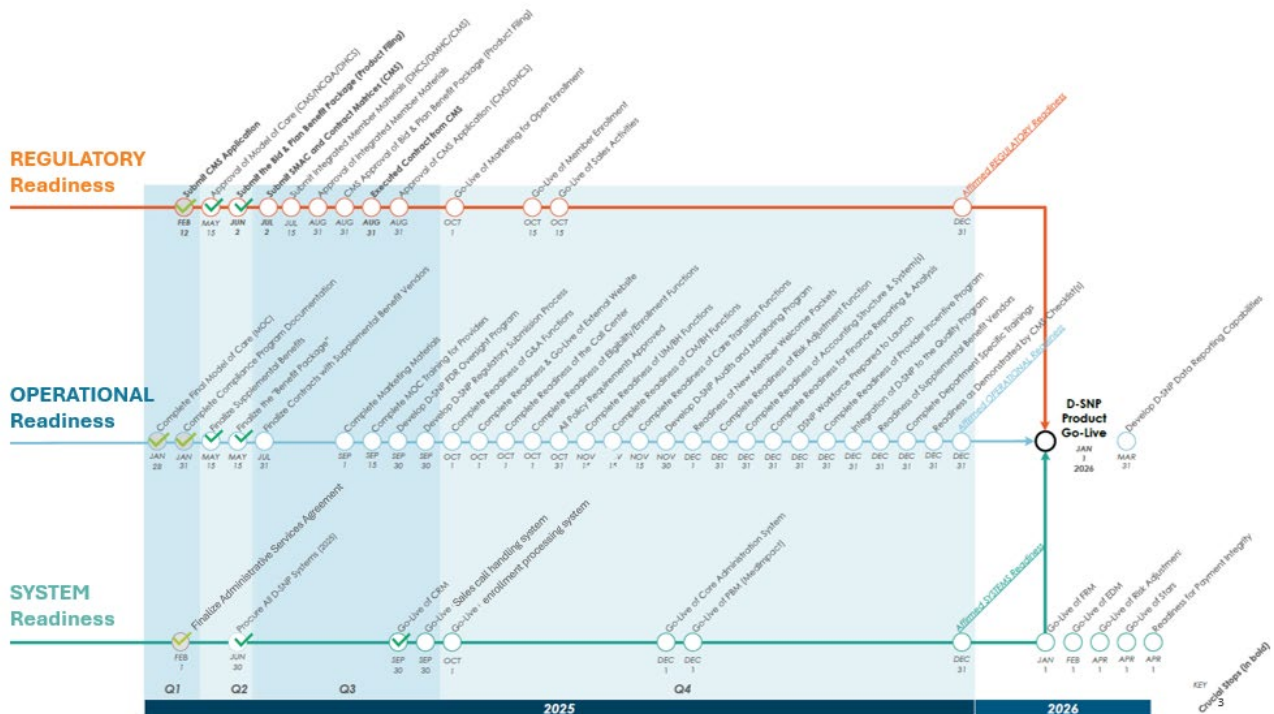 REGULATORY
Readiness
Submit CMS Application
Approval of Model of Care (CMS/NCQA/DHCS)
Submit the Bid & Plan Benefit Package (Product Filing)
Submit SMAC and Contract Matrices (CMS)
Submit Integrated Member Materials (DHCS/DMHC/CMS)
Approval of Integrated Member Materials
CMS Approval of Bid & Plan Benefit Package (Product Filing)
Executed Contract from CMS
Approval of CMS Application (CMS/DHCS)
Go-Live of Marketing for Open Enrollment
Go-Live of Member Enrollment
Go-Live of Sales Activities
Affirmed REGULATORY Readiness
FEB 12
MAY 15
JUN 2
JUL 2
JUL 15
AUG 31
AUG 31
AUG 31
AUG 31
OCT 1
OCT 15
OCT 15
DEC 31
OPERATIONAL
Readiness
Complete Final Model of Care (MOC)
Complete Compliance Program Documentation
Finalize Supplemental Benefits
Finalize the "Benefit Package"
Finalize Contracts with Supplemental Benefit Vendors
Complete Marketing Materials
Complete MOC Training for Providers
Develop D-SNP FDR Oversight Program
Develop D-SNP Regulatory Submission Process
Complete Readiness of G&A Functions
Complete Readiness & Go-Live of External Website
Complete Readiness of the Call Center
Complete Readiness of Eligibility/Enrollment Functions
All Policy Requirements Approved
Complete Readiness of UM/BH Functions
Complete Readiness of CM/BH Functions
Complete Readiness of Care Transition Functions
Develop D-SNP Audits and Monitoring Program
Readiness of New Member Welcome Packets
Complete Readiness of Risk Adjustment Function
Complete Readiness of Accounting Structure & System(s)
Complete Readiness for Finance Reporting & Analysis
DSNP Workforce Prepared to Launch
Complete Readiness of Provider Incentive Program
Integration of D-SNP to the Quality Program
Readiness of Supplemental Benefit Vendors
Complete Department Specific Trainings
Readiness as Demonstrated by CMS Checklist(s)
Affirmed OPERATIONAL Readiness
Develop D-SNP Data Reporting Capabilities
JAN 28
JAN 31
MAY 15
MAY 15
JUL 31
SEP 1
SEP 15
SEP 30
SEP 30
OCT 1
OCT 1
OCT 1
OCT 1
OCT 31
NOV
NOV 15
NOV 30
DEC 1
DEC 31
DEC 31
DEC 31
DEC 31
DEC 31
DEC 31
DEC 31
DEC 31
DEC 31
D-SNP
Product
Go-Live
JAN
1
2026
MAR 31
SYSTEM
Readiness
Finalize Administrative Services Agreement
Procure All D-SNP Systems (2025)
Go-Live of CRM
Go-Live Sales call handling system
Go-Live enrollment processing system
Go-Live of Core Administration System
Go-Live of PBM (MedImpact)
Affirmed SYSTEMS Readiness
Go-Live of FRM
Go-Live of EDM
Go-Live of Risk Adjustment
Go-Live of Stars
Readiness for Payment Integrity
FEB 1
JUN 30
SEP 30
SEP 30
OCT 1
DEC 1
DEC 1
DEC 31
JAN 1
FEB 1
APR 1
APR 1
APR 1
Q1
Q2
Q3
Q4
2025
2026
KEY
Crucial Stops (in bold)
3